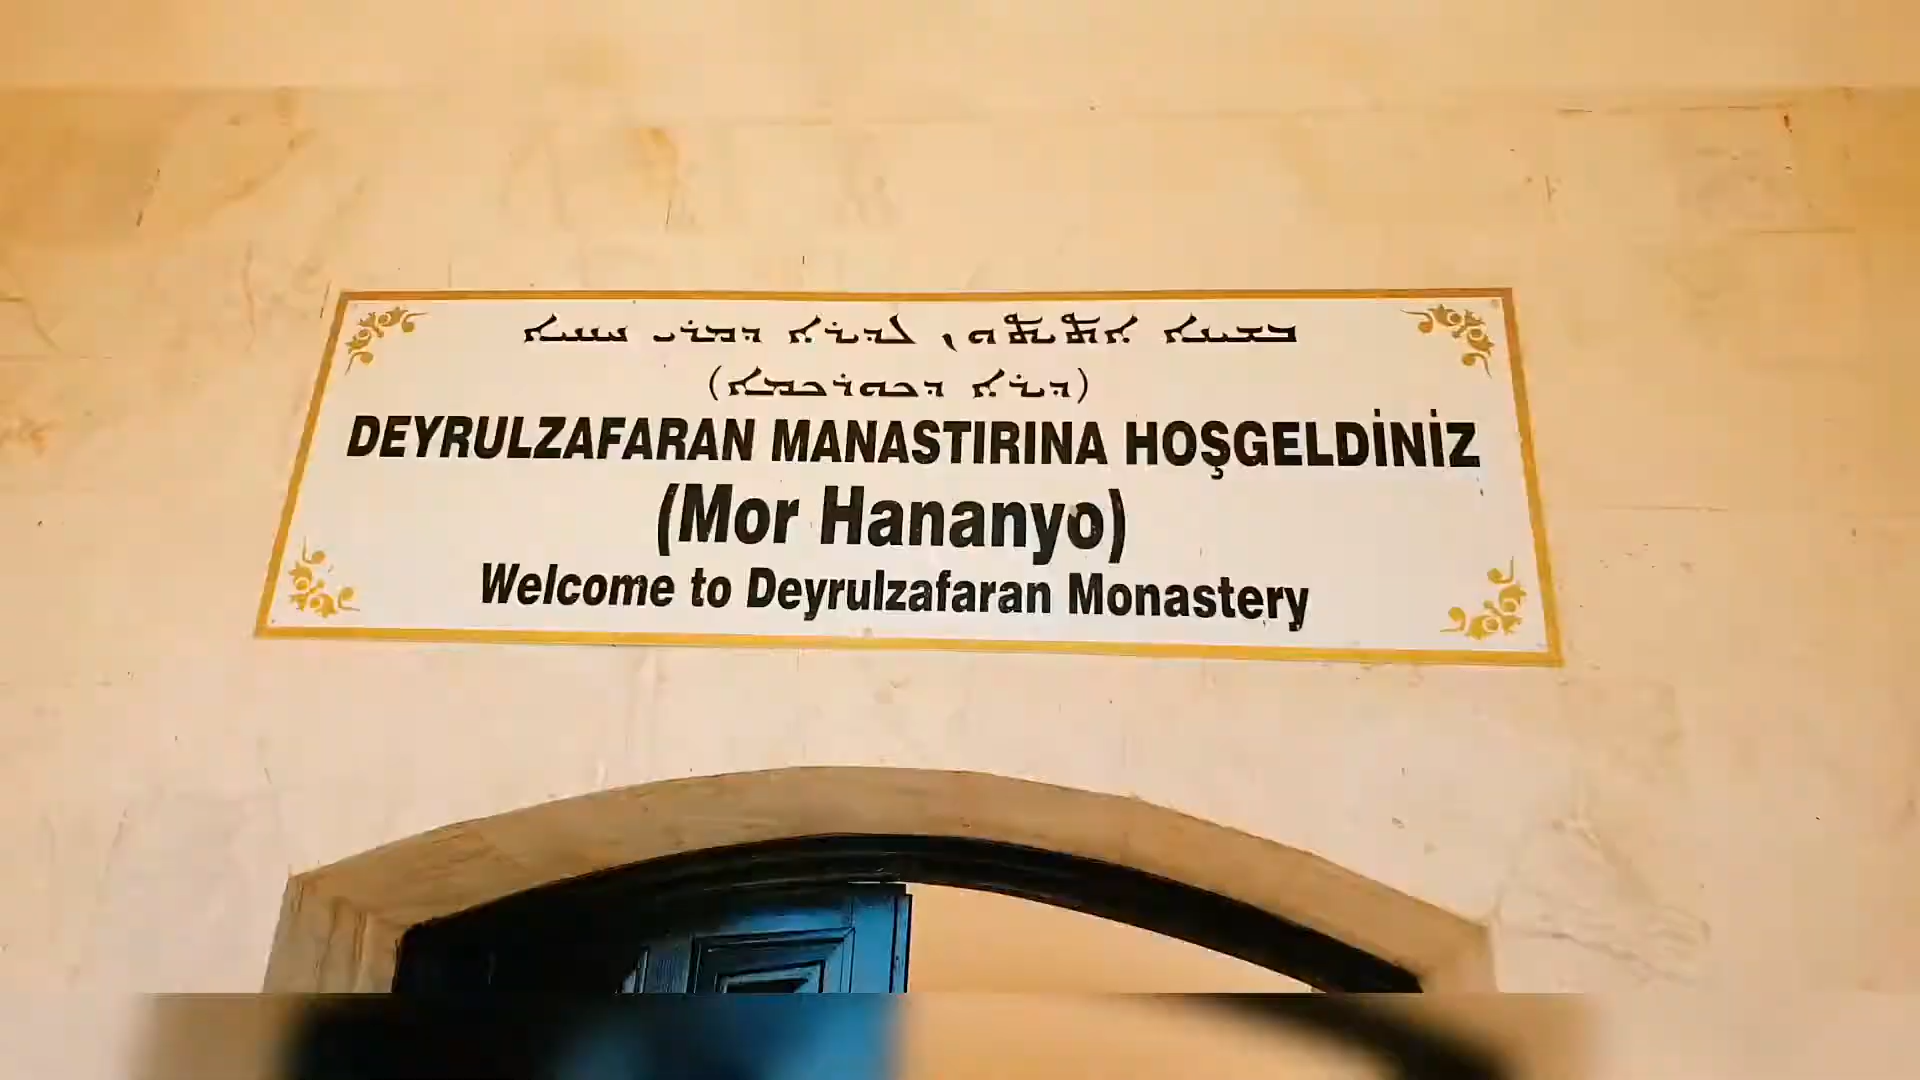 ܒܫܝܢܐ ܐܬܝܬܘܢ ܠܕܝܪܐ ܕܡܪܝ ܚܢܢܝܐ
(ܕܝܪܐ ܕܟܘܪܟܡܐ)
DEYRULZAFARAN MANASTIRINA HOŞGELDİNİZ
(Mor Hananyo)
Welcome to Deyrulzafaran Monastery